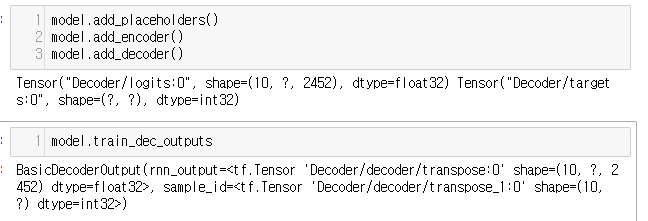 1 model.add_placeholders()
2 model.add_encoder()
3 model.add_decoder()
Tensor("Decoder/logits:0", shape=(10, ?, 2452), dtype=float32) Tensor("Decoder/target
s:0", shape=(?, ?), dtype=int32)
1 model.train_dec_outputs
BasicDecoderOutput(rnn_output=<tf.Tensor 'Decoder/decoder/transpose:0' shape=(10, ?, 2
452) dtype=float32>, sample_id=<tf.Tensor 'Decoder/decoder/transpose_1:0' shape=(10,
?) dtype=int32>)